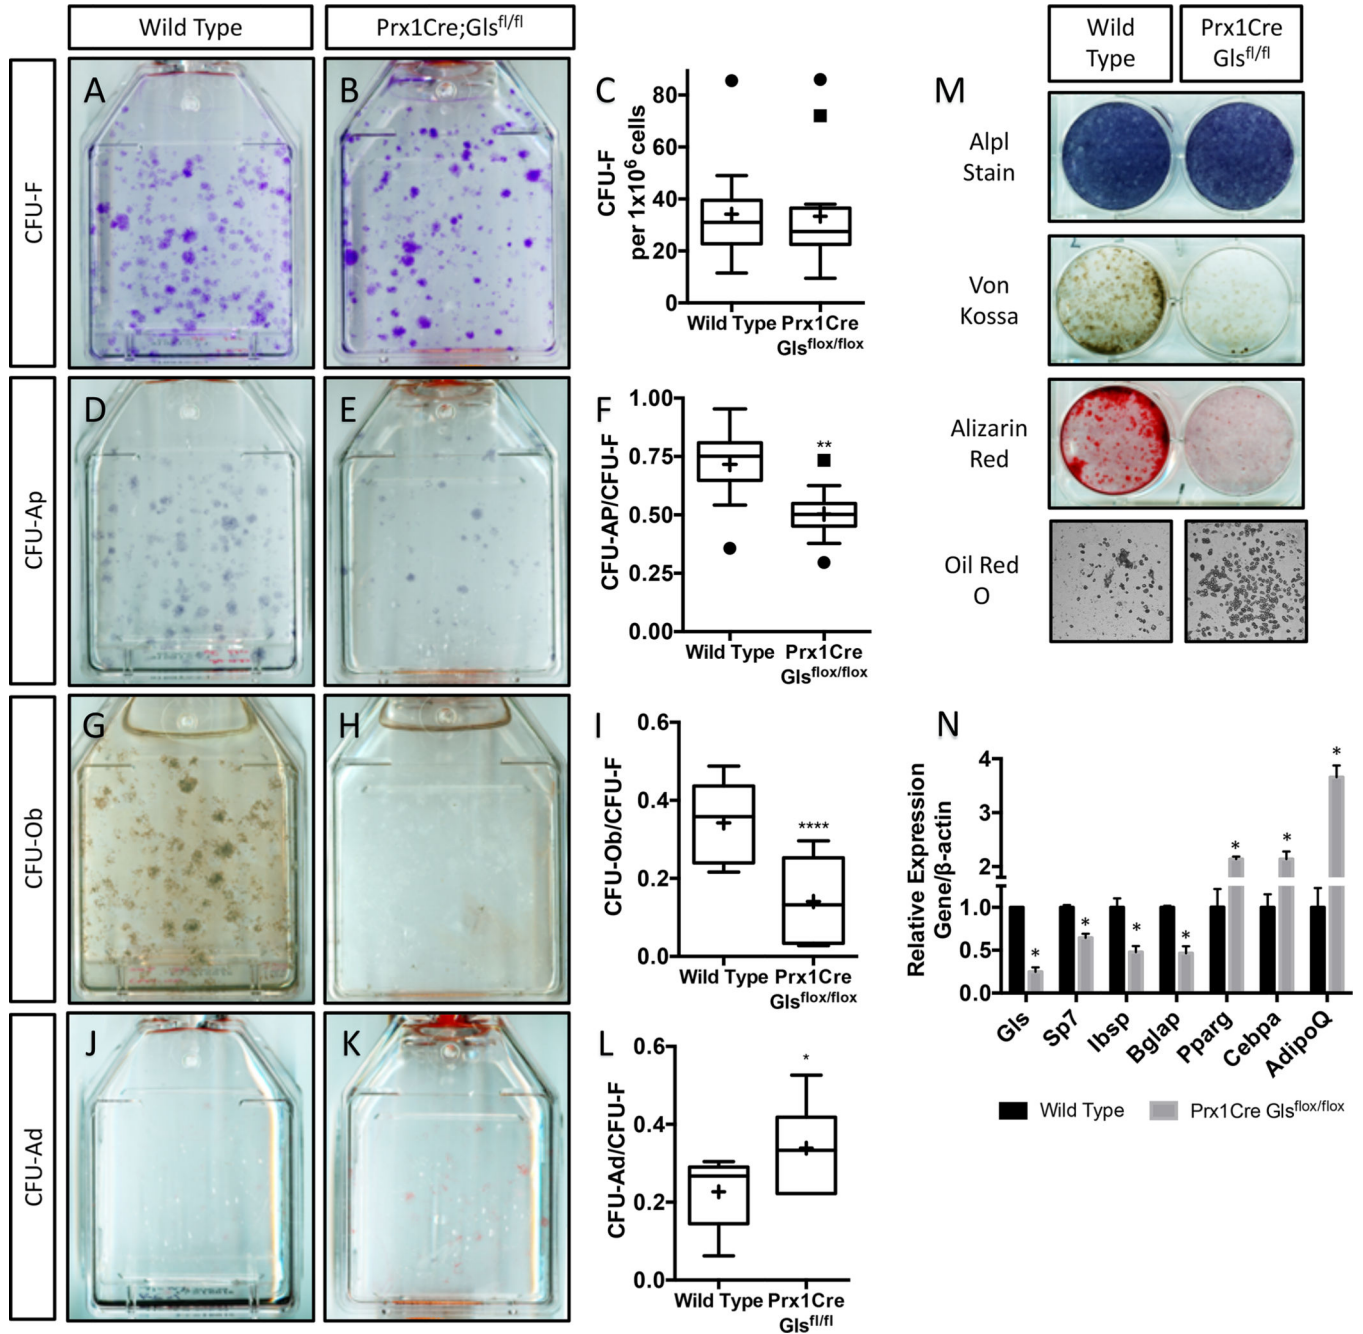 Wild Type
Prx1Cre;Gls^fl/fl
CFU-F
A
B
C
CFU-F
per 1x10^6 cells
80
60
40
20
0
Wild Type
Prx1Cre
Gls^flox/flox
CFU-Ap
D
E
F
CFU-AP/CFU-F
1.00
0.75
0.50
0.25
0.00
**
Wild Type
Prx1Cre
Gls^flox/flox
CFU-Ob
G
H
I
CFU-Ob/CFU-F
0.6
0.4
0.2
0.0
****
Wild Type
Prx1Cre
Gls^flox/flox
CFU-Ad
J
K
L
CFU-Ad/CFU-F
0.6
0.4
0.2
0.0
*
Wild Type
Prx1Cre
Gls^fl/fl
M
Wild
Type
Prx1Cre
Gls^fl/fl
Alpl
Stain
Von
Kossa
Alizarin
Red
Oil Red
O
N
Relative Expression
Gene/β-actin
4
3
2
1.0
0.5
0.0
*
*
*
*
*
*
*
Gls
Sp7
Ibsp
Bglap
Pparg
Cebpa
AdipoQ
Wild Type
Prx1Cre Gls^flox/flox